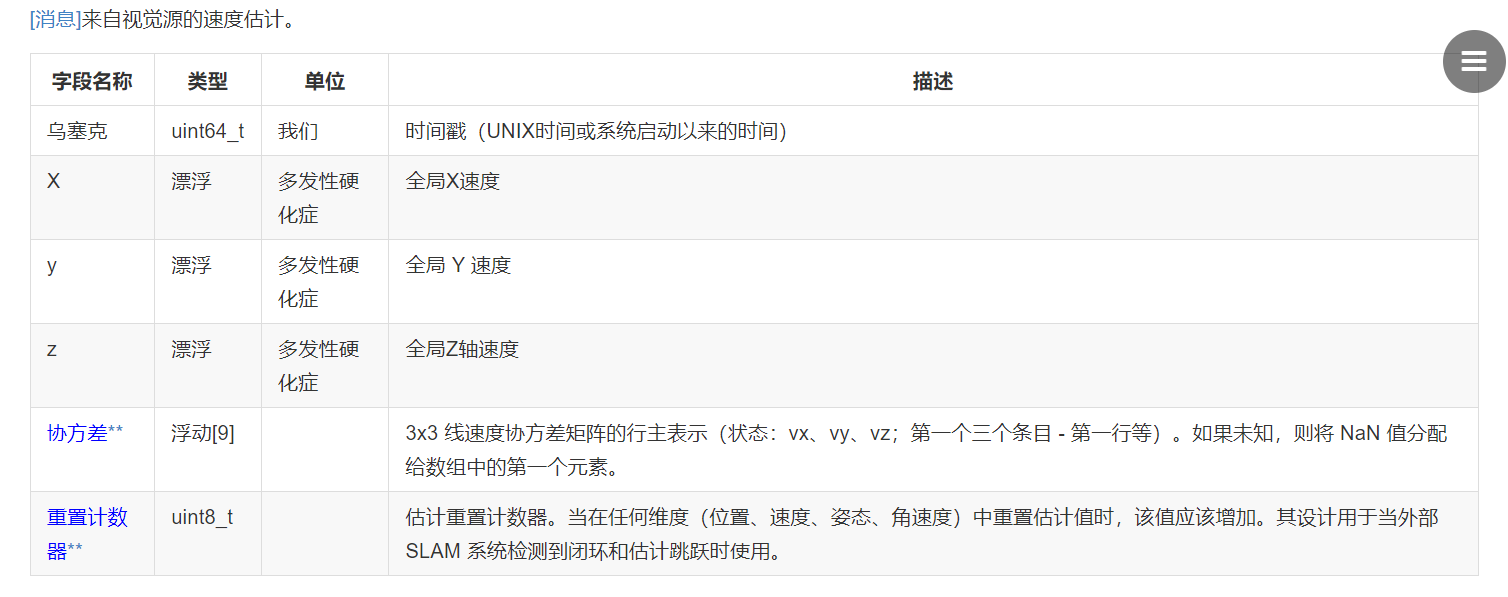 [消息]来自视觉源的速度估计。
字段名称 类型 单位 描述
乌塞克 uint64_t 我们 时间戳（UNIX时间或系统启动以来的时间）
X 漂浮 多发性硬 全局X速度
化症
y 漂浮 多发性硬 全局 Y 速度
化症
z 漂浮 多发性硬 全局Z轴速度
化症
协方差** 浮动[9] 3x3 线速度协方差矩阵的行主表示（状态：vx、vy、vz；第一个三个条目 - 第一行等）。如果未知，则将 NaN 值分配
给数组中的第一个元素。
重置计数 uint8_t 估计重置计数器。当在任何维度（位置、速度、姿态、角速度）中重置估计值时，该值应该增加。其设计用于当外部
器** SLAM 系统检测到闭环和估计跳跃时使用。